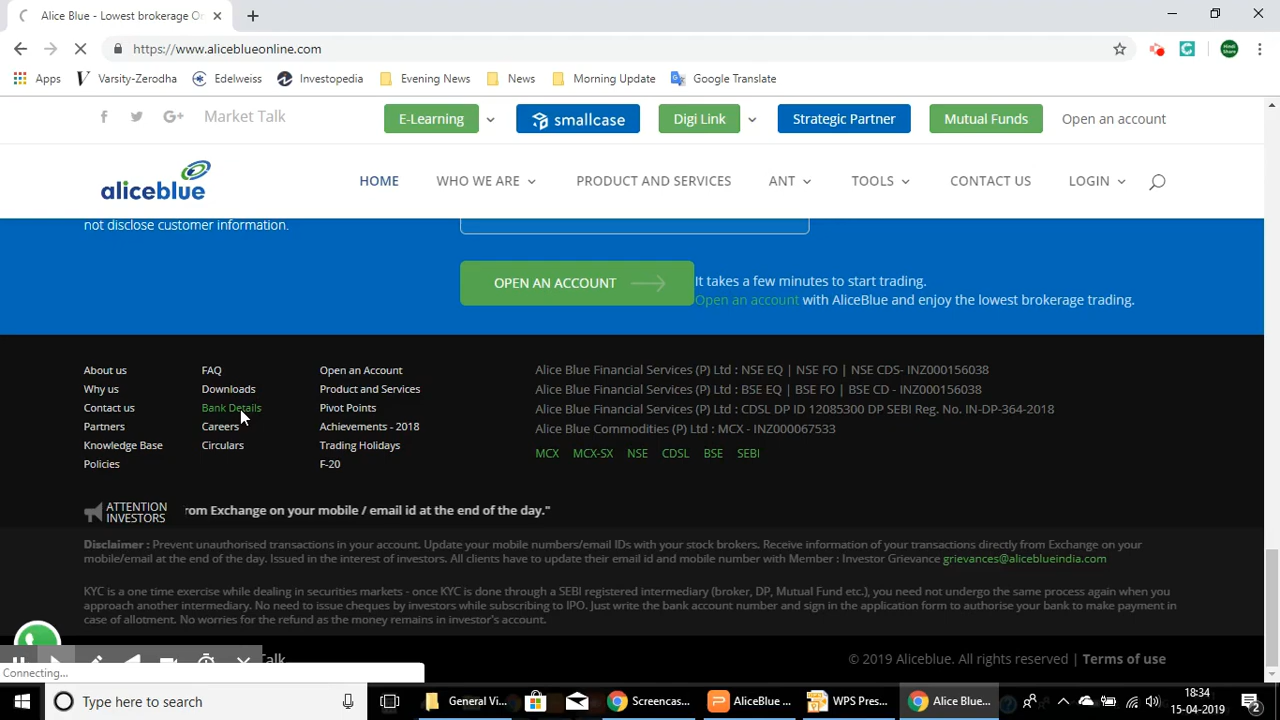 Alice Blue - Lowest brokerage On
https://www.aliceblueonline.com
Apps
Varsity-Zerodha
Edelweiss
Investopedia
Evening News
News
Morning Update
Google Translate
Market Talk
E-Learning
smallcase
Digi Link
Strategic Partner
Mutual Funds
Open an account
aliceblue
HOME
WHO WE ARE
PRODUCT AND SERVICES
ANT
TOOLS
CONTACT US
LOGIN
not disclose customer information.
OPEN AN ACCOUNT
It takes a few minutes to start trading.
Open an account with AliceBlue and enjoy the lowest brokerage trading.
About us
Why us
Contact us
Partners
Knowledge Base
Policies
FAQ
Downloads
Bank Details
Careers
Circulars
Open an Account
Product and Services
Pivot Points
Achievements - 2018
Trading Holidays
F-20
Alice Blue Financial Services (P) Ltd : NSE EQ | NSE FO | NSE CDS- INZ000156038
Alice Blue Financial Services (P) Ltd : BSE EQ | BSE FO | BSE CD - INZ000156038
Alice Blue Financial Services (P) Ltd : CDSL DP ID 12085300 DP SEBI Reg. No. IN-DP-364-2018
Alice Blue Commodities (P) Ltd : MCX - INZ000067533
MCX MCX-SX NSE CDSL BSE SEBI
ATTENTION
INVESTORS
rom Exchange on your mobile / email id at the end of the day."
Disclaimer : Prevent unauthorised transactions in your account. Update your mobile numbers/email IDs with your stock brokers. Receive information of your transactions directly from Exchange on your
mobile/email at the end of the day. Issued in the interest of investors. All clients have to update their email id and mobile number with Member : Investor Grievance grievances@aliceblueindia.com
KYC is a one time exercise while dealing in securities markets - once KYC is done through a SEBI registered intermediary (broker, DP, Mutual Fund etc.), you need not undergo the same process again when you
approach another intermediary. No need to issue cheques by investors while subscribing to IPO. Just write the bank account number and sign in the application form to authorise your bank to make payment in
case of allotment. No worries for the refund as the money remains in investor's account.
Talk
© 2019 Aliceblue. All rights reserved | Terms of use
Connecting...
Type here to search
General Vi...
Screencas...
AliceBlue ...
WPS Pres...
Alice Blue...
18:34
15-04-2019
2